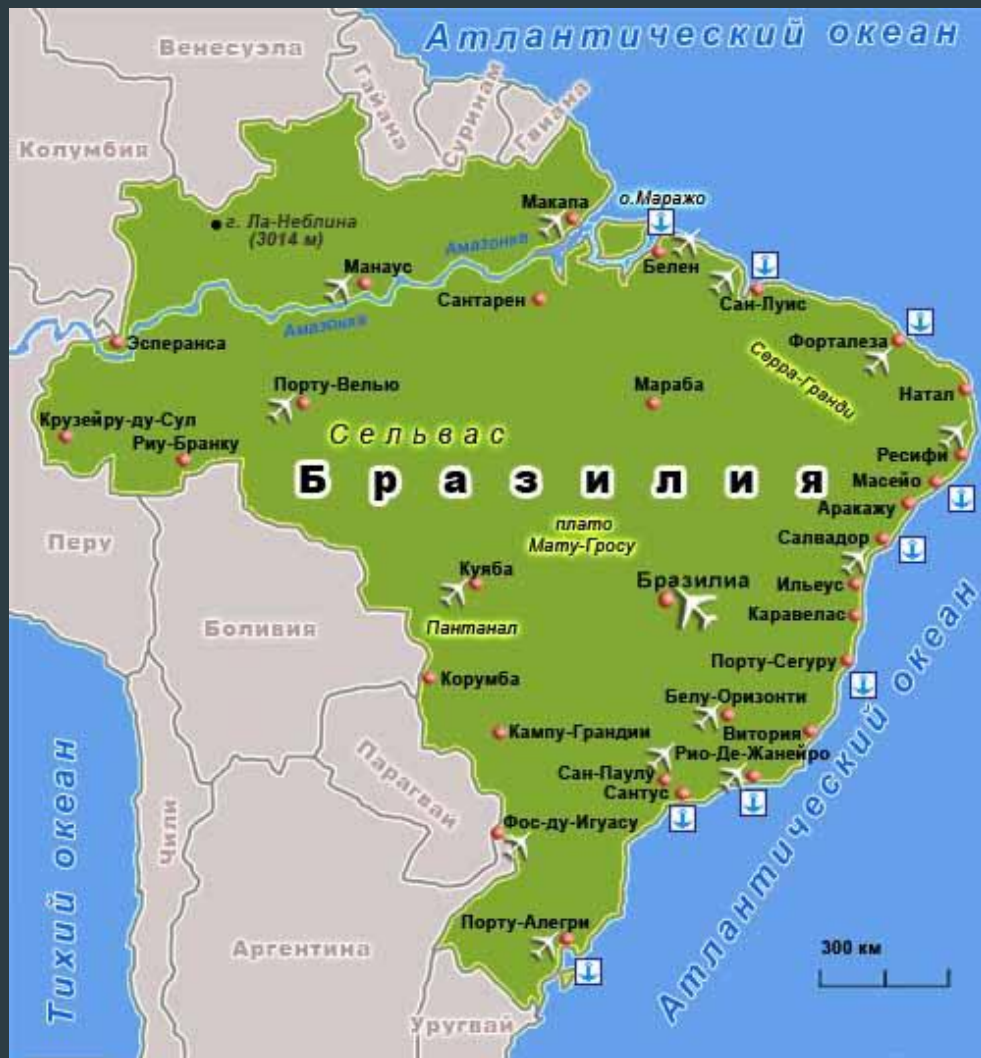 Атлантический океан
Венесуэла
Гайана
Суринам
Гвиана
Колумбия
Макапа
о.Маражо
г. Ла-Неблина
(3014 м)
Амазонка
Белен
Манаус
Сантарен
Сан-Луис
Амазонка
Эсперанса
Форталеза
Серра-Гранди
Порту-Велью
Мараба
Натал
Крузейру-ду-Сул
Сельвас
Риу-Бранку
Ресифи
Бразилия
Масейо
Аракажу
плато
Мату-Гросу
Перу
Салвадор
Куяба
Бразилиа
Ильеус
Каравелас
Боливия
Пантанал
Порту-Сегуру
Корумба
Белу-Оризонти
Кампу-Грандии
Витория
Рио-Де-Жанейро
Парагвай
Сан-Паулу
Сантус
Атлантический океан
Тихий океан
Чили
Фос-ду-Игуасу
Порту-Алегри
Аргентина
300 км
Уругвай